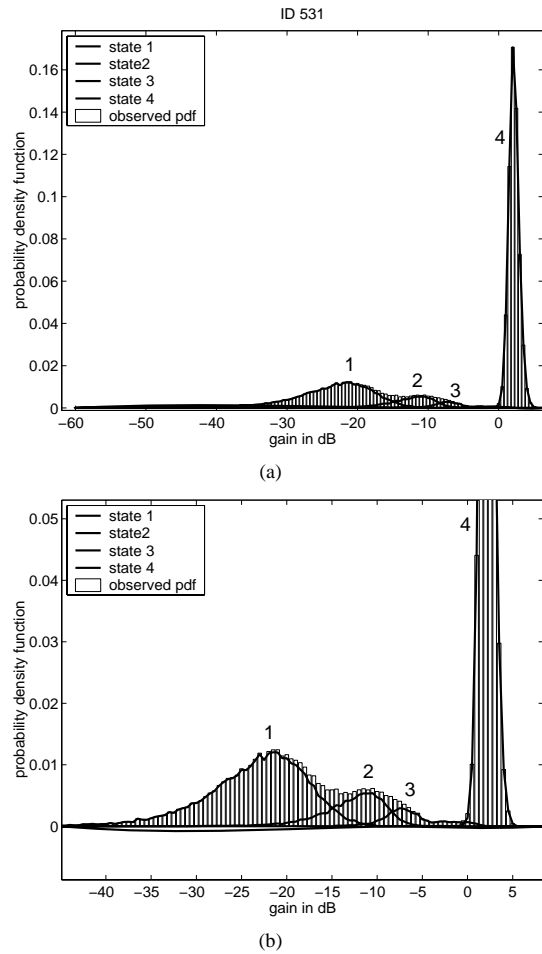 ID 531
state 1
state2
state 3
state 4
observed pdf
probability density function
0.16
0.14
0.12
0.1
0.08
0.06
0.04
0.02
0
1
2
3
4
−60 −50 −40 −30 −20 −10 0
gain in dB
(a)
state 1
state2
state 3
state 4
observed pdf
probability density function
0.05
0.04
0.03
0.02
0.01
0
1
2
3
4
−40 −35 −30 −25 −20 −15 −10 −5 0 5
gain in dB
(b)